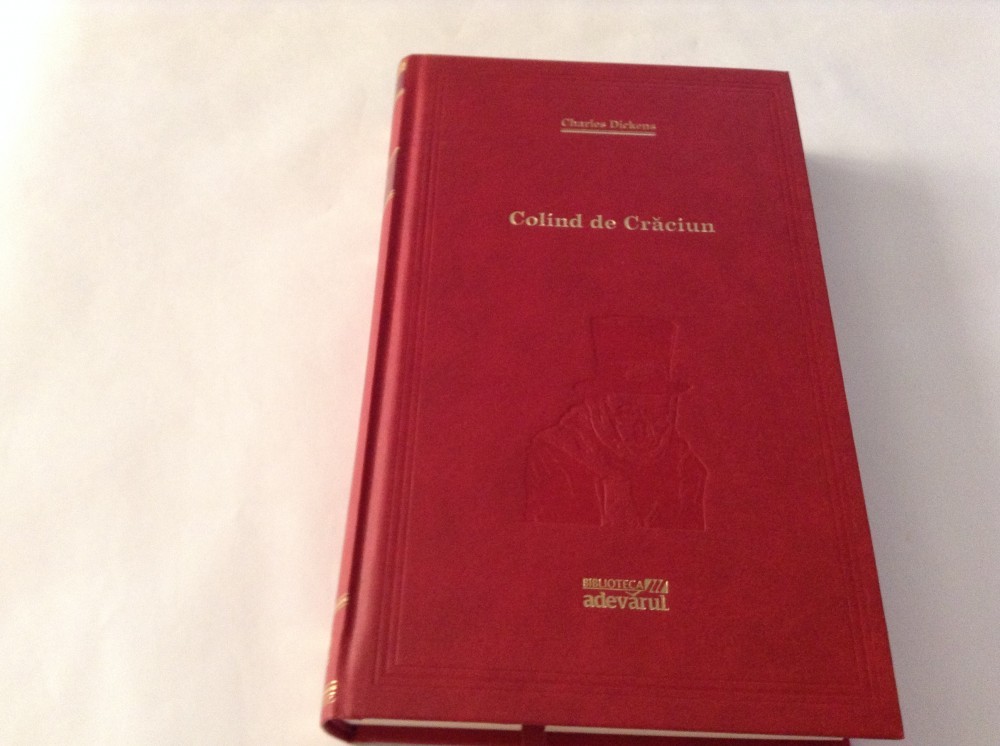 Charles Dickens
Colind de Crăciun
BIBLIOTECA
adevărul